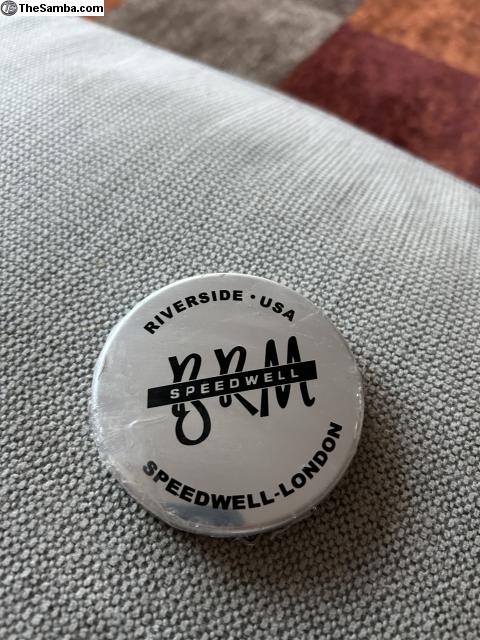 TheSamba.com
RIVERSIDE • USA
BRM
SPEEDWELL
SPEEDWELL-LONDON